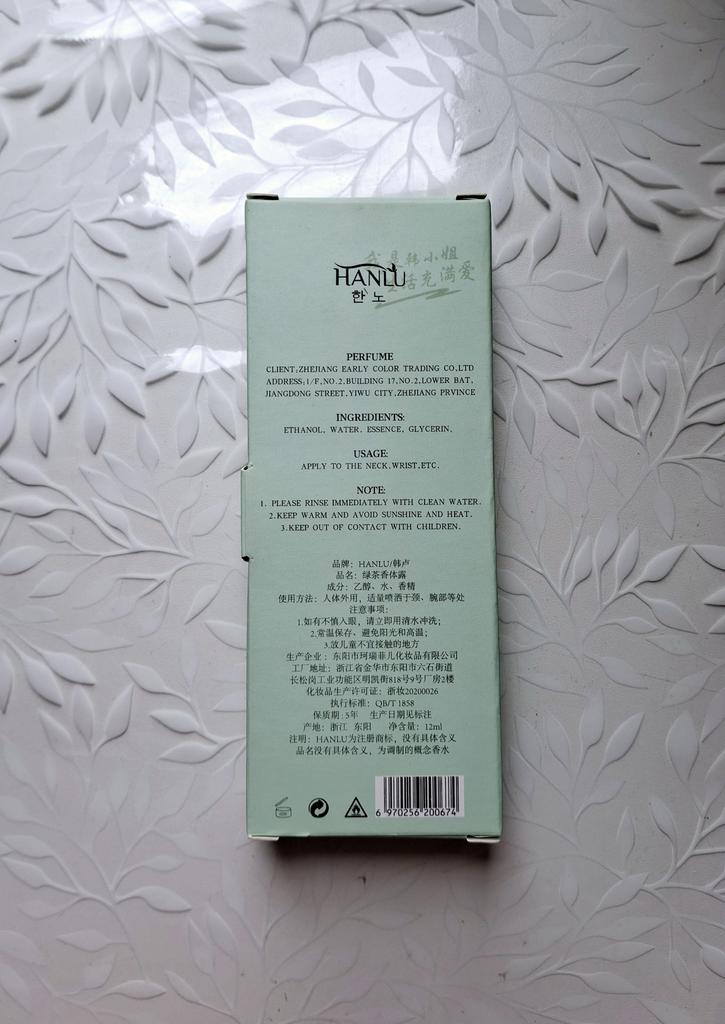 我是韩小姐
生活充满爱
HANLU
한노
PERFUME
CLIENT:ZHEJIANG EARLY COLOR TRADING CO.,LTD
ADDRESS:1/F,NO.2,BUILDING 17,NO.2,LOWER BAT,
JIANGDONG STREET,YIWU CITY,ZHEJIANG PRVINCE
INGREDIENTS:
ETHANOL, WATER, ESSENCE, GLYCERIN,
USAGE:
APPLY TO THE NECK,WRIST,ETC.
NOTE:
1. PLEASE RINSE IMMEDIATELY WITH CLEAN WATER.
2.KEEP WARM AND AVOID SUNSHINE AND HEAT.
3.KEEP OUT OF CONTACT WITH CHILDREN.
品牌：HANLU/韩卢
品名：绿茶香体露
成分：乙醇、水、香精
使用方法：人体外用，适量喷洒于颈、腕部等处
注意事项：
1.如有不慎入眼，请立即用清水冲洗；
2.常温保存、避免阳光和高温；
3.放儿童不宜接触的地方
生产企业：东阳市珂瑞菲儿化妆品有限公司
工厂地址：浙江省金华市东阳市六石街道
长松岗工业功能区明凯街818号9号厂房2楼
化妆品生产许可证：浙妆20200026
执行标准：QB/T 1858
保质期：5年 生产日期见标注
产地：浙江 东阳 净含量：12ml
注明：HANLU为注册商标，没有具体含义
品名没有具体含义，为调制的概念香水
6 970256 200674